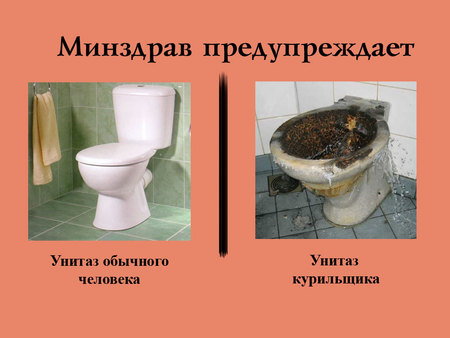 Минздрав предупреждает
Унитаз обычного
человека
Унитаз
курильщика